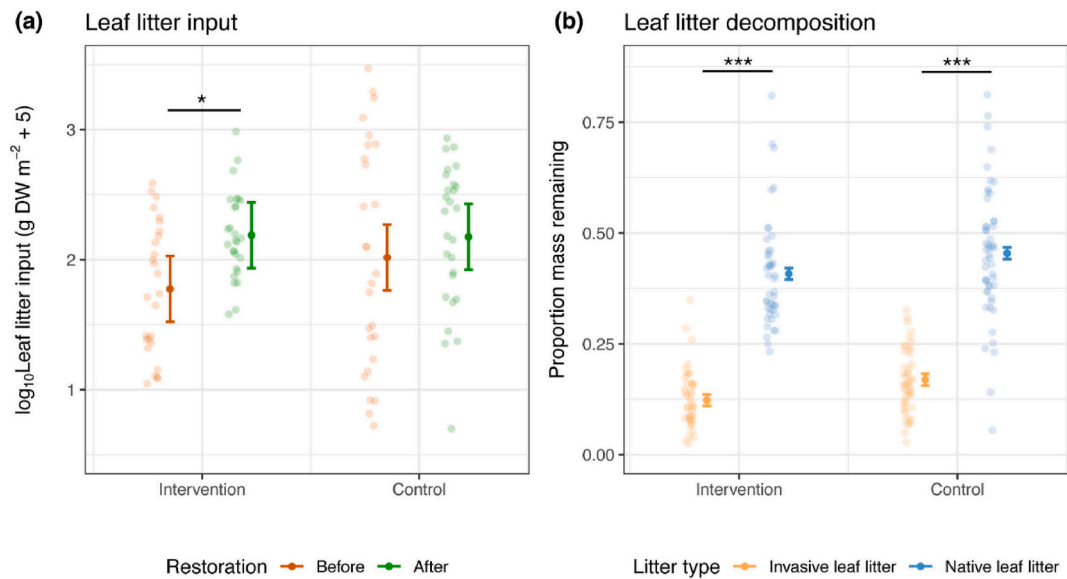 (a) Leaf litter input
log₁₀Leaf litter input (g DW m⁻² + 5)
3
2
1
*
Intervention Control
Restoration Before After
(b) Leaf litter decomposition
Proportion mass remaining
0.75
0.50
0.25
0.00
*** ***
Intervention Control
Litter type Invasive leaf litter Native leaf litter